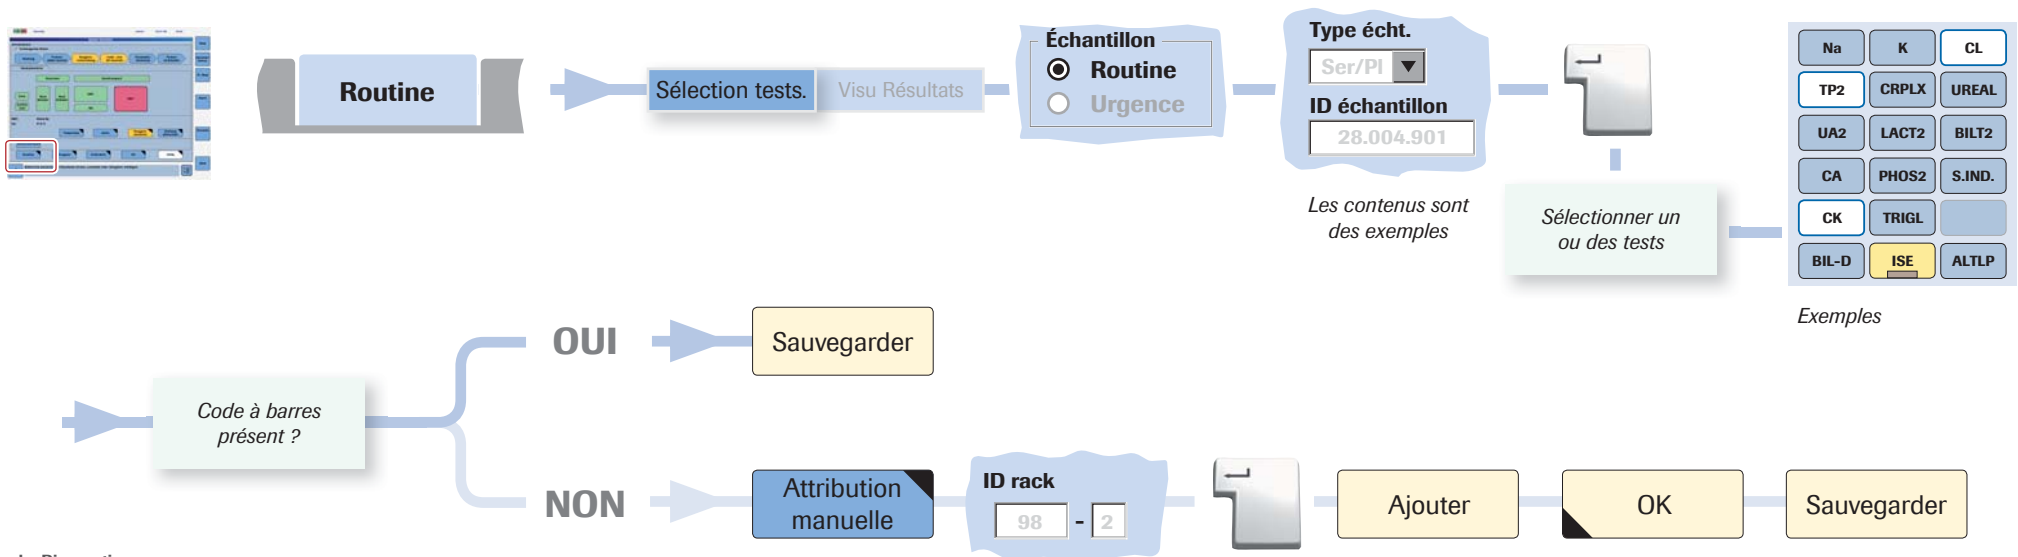 Routine
Sélection tests.
Visu Résultats
Échantillon
Routine
Urgence
Type écht.
Ser/Pl
ID échantillon
28.004.901
Les contenus sont
des exemples
Sélectionner un
ou des tests
Na K CL
TP2 CRPLX UREAL
UA2 LACT2 BILT2
CA PHOS2 S.IND.
CK TRIGL
BIL-D ISE ALTLP
Exemples
Code à barres
présent ?
OUI
Sauvegarder
NON
Attribution
manuelle
ID rack
98 - 2
Ajouter
OK
Sauvegarder